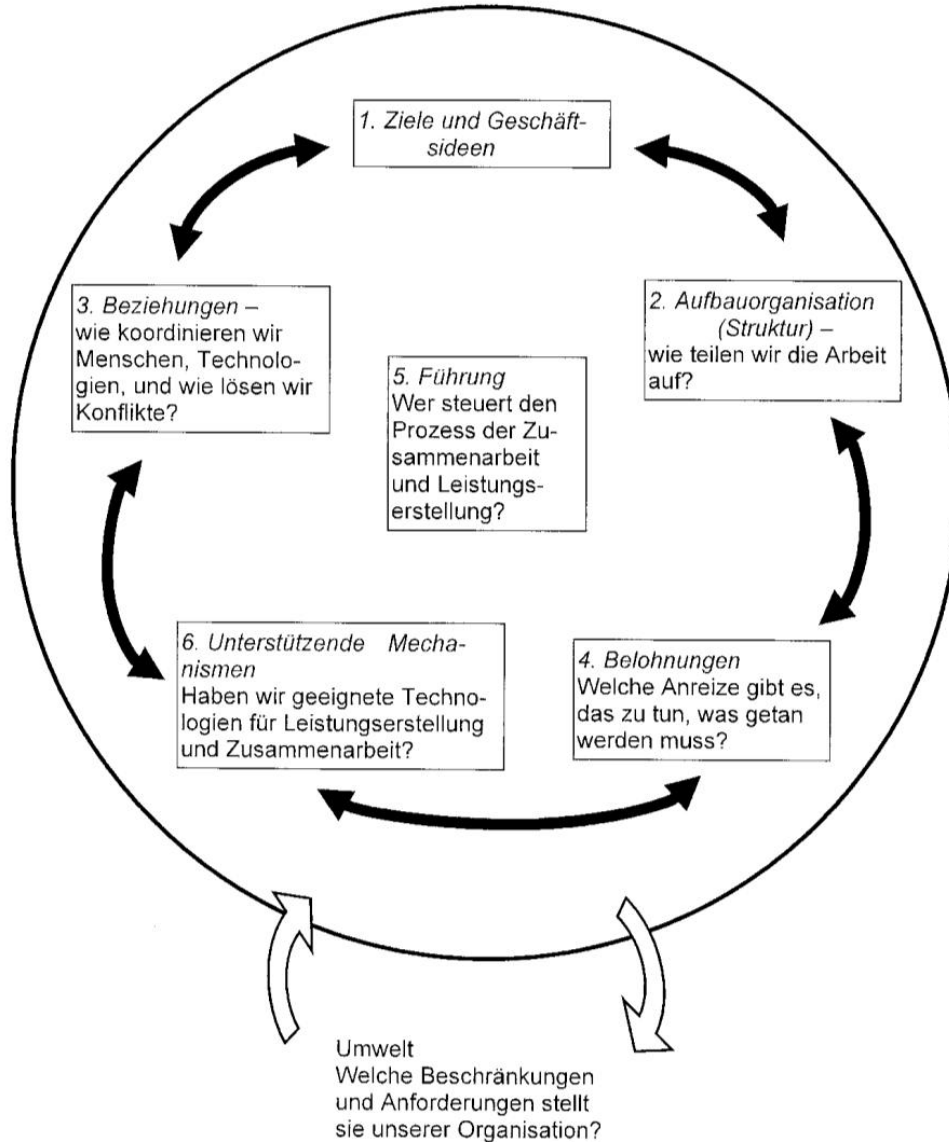 1. Ziele und Geschäft-
sideen
3. Beziehungen –
wie koordinieren wir
Menschen, Technolo-
gien, und wie lösen wir
Konflikte?
2. Aufbauorganisation
(Struktur) –
wie teilen wir die Arbeit
auf?
5. Führung
Wer steuert den
Prozess der Zu-
sammenarbeit
und Leistungs-
erstellung?
6. Unterstützende Mecha-
nismen
Haben wir geeignete Techno-
logien für Leistungserstellung
und Zusammenarbeit?
4. Belohnungen
Welche Anreize gibt es,
das zu tun, was getan
werden muss?
Umwelt
Welche Beschränkungen
und Anforderungen stellt
sie unserer Organisation?